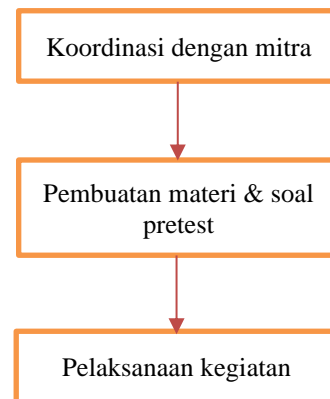 Koordinasi dengan mitra
Pembuatan materi & soal
pretest
Pelaksanaan kegiatan